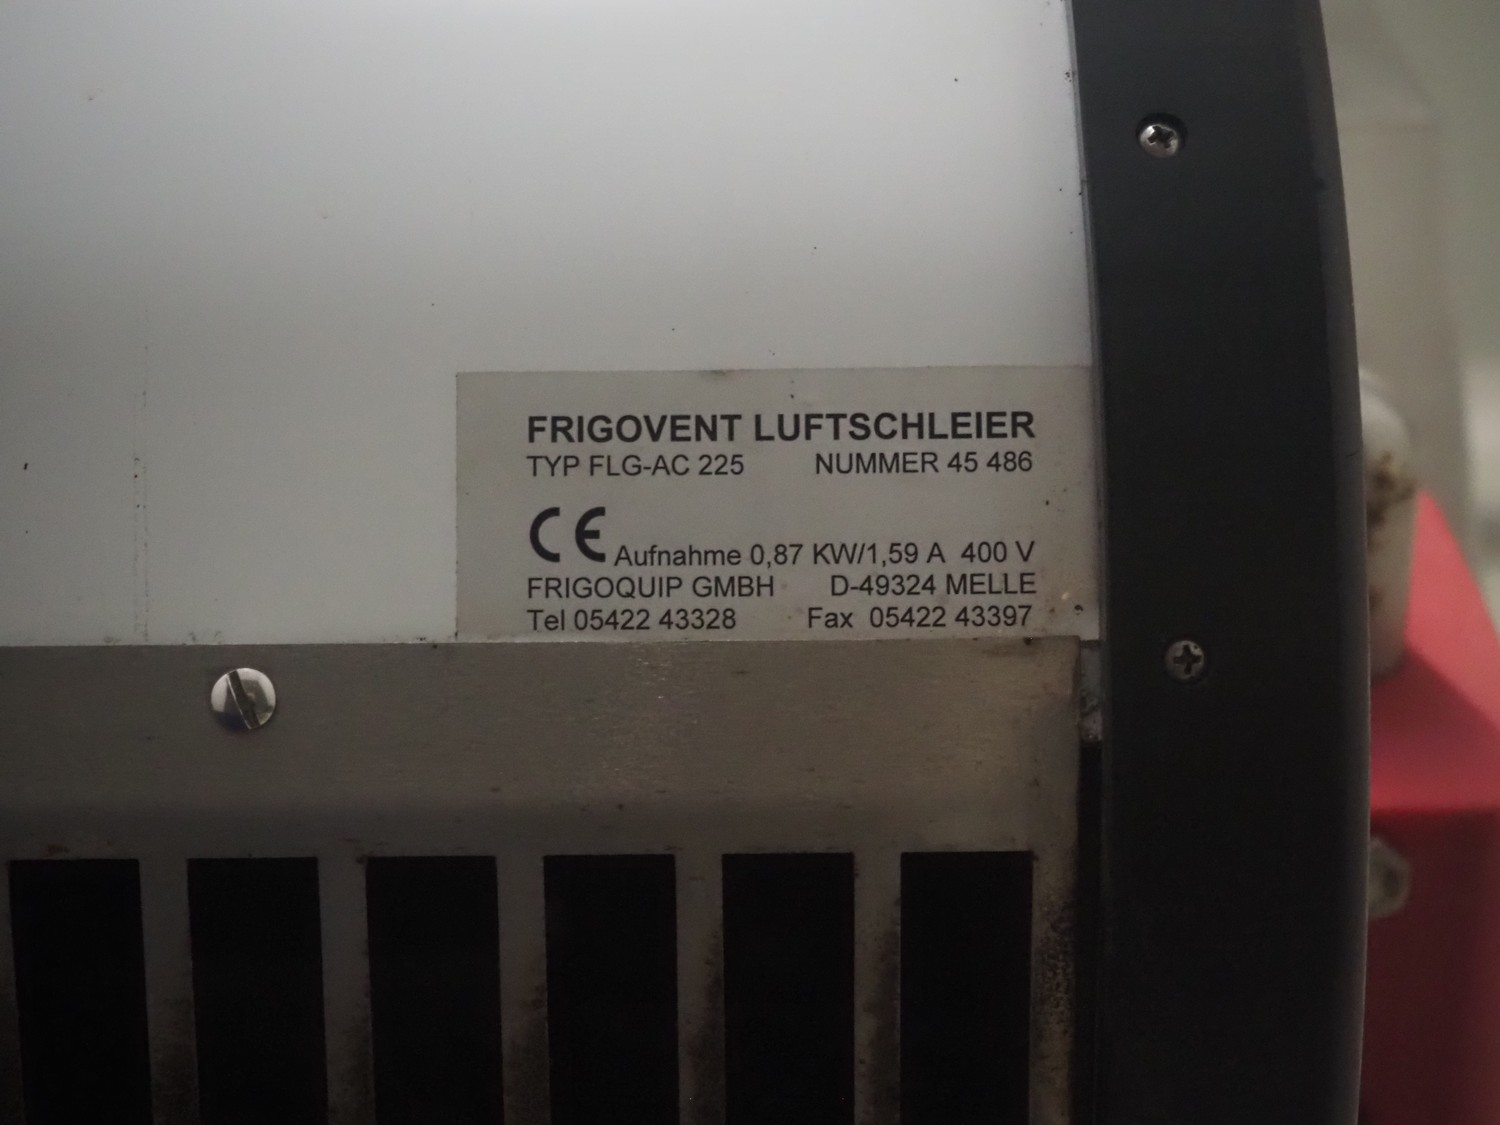 FRIGOVENT LUFTSCHLEIER
TYP FLG-AC 225 NUMMER 45 486
CE Aufnahme 0,87 KW/1,59 A 400 V
FRIGOQUIP GMBH D-49324 MELLE
Tel 05422 43328 Fax 05422 43397